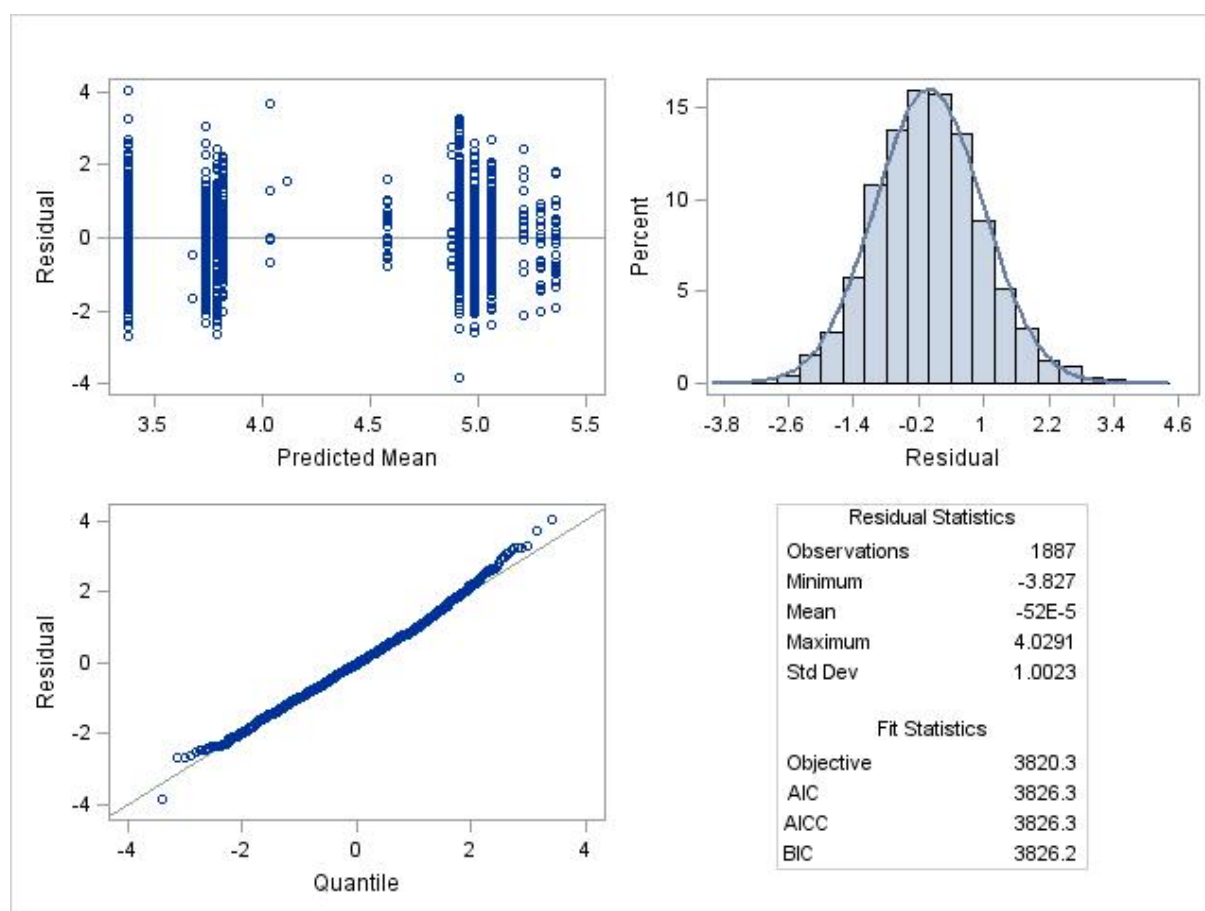 4
2
0
-2
-4
Residual
3.5 4.0 4.5 5.0 5.5
Predicted Mean
15
10
5
0
Percent
-3.8 -2.6 -1.4 -0.2 1 2.2 3.4 4.6
Residual
4
2
0
-2
-4
Residual
-4 -2 0 2 4
Quantile
Residual Statistics
Observations 1887
Minimum -3.827
Mean -52E-5
Maximum 4.0291
Std Dev 1.0023
Fit Statistics
Objective 3820.3
AIC 3826.3
AICC 3826.3
BIC 3826.2